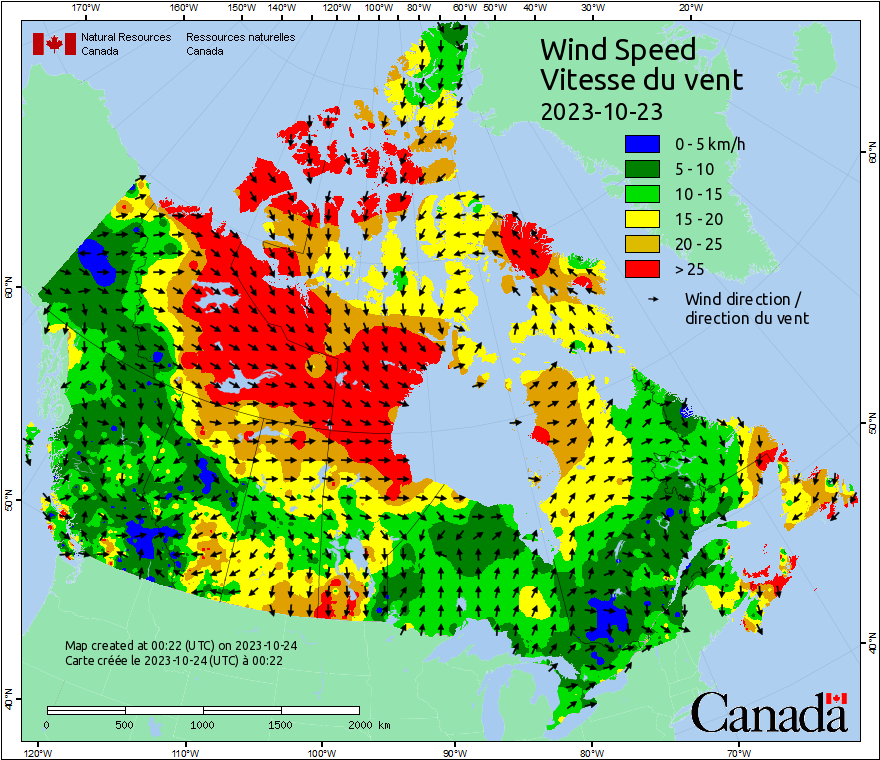 170°W 160°W 150°W 140°W 120°W 100°W 80°W 60°W 50°W 40°W 30°W 20°W
Natural Resources Ressources naturelles
Canada Canada
Wind Speed
Vitesse du vent
2023-10-23
0 - 5 km/h
5 - 10
10 - 15
15 - 20
20 - 25
> 25
Wind direction /
direction du vent
60°N
60°N
50°N
50°N
40°N
40°N
Map created at 00:22 (UTC) on 2023-10-24
Carte créée le 2023-10-24 (UTC) à 00:22
0 500 1000 1500 2000 km
Canada
120°W 110°W 100°W 90°W 80°W 70°W